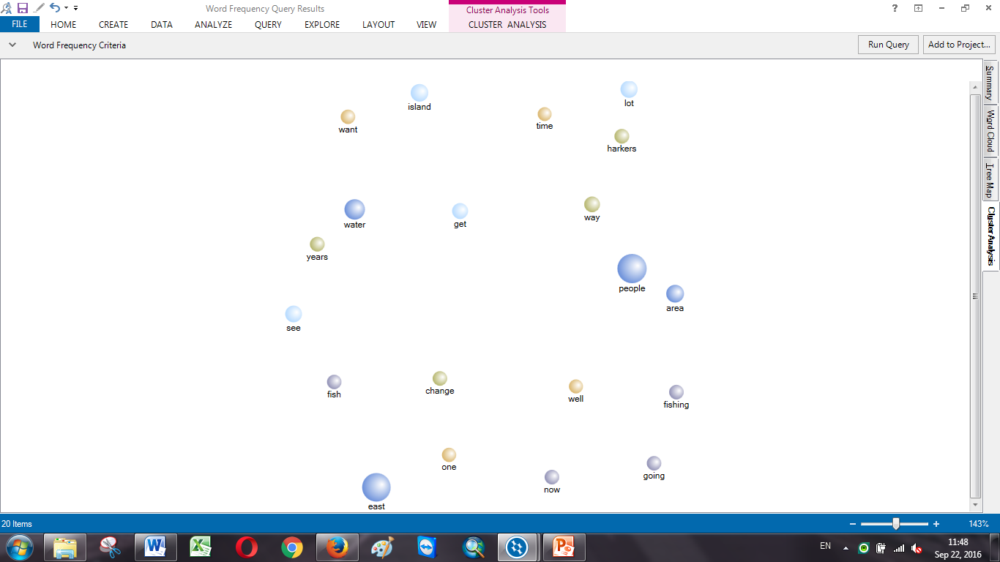 Word Frequency Query Results
Cluster Analysis Tools
?
FILE HOME CREATE DATA ANALYZE QUERY EXPLORE LAYOUT VIEW CLUSTER ANALYSIS
Word Frequency Criteria
Run Query
Add to Project...
island
lot
want
time
harkers
water
get
way
years
people
area
see
fish
change
well
fishing
one
now
going
east
Summary
Word Cloud
Tree Map
Cluster Analysis
20 Items
143%
EN
11:48
Sep 22, 2016